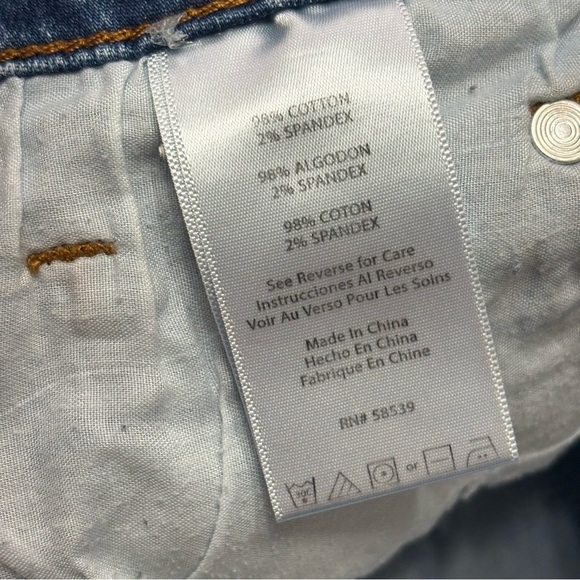 98% COTTON
2% SPANDEX
98% ALGODON
2% SPANDEX
98% COTON
2% SPANDEX
See Reverse for Care
Instrucciones Al Reverso
Voir Au Verso Pour Les Soins
Made In China
Hecho En China
Fabrique En Chine
RN# 58539
or